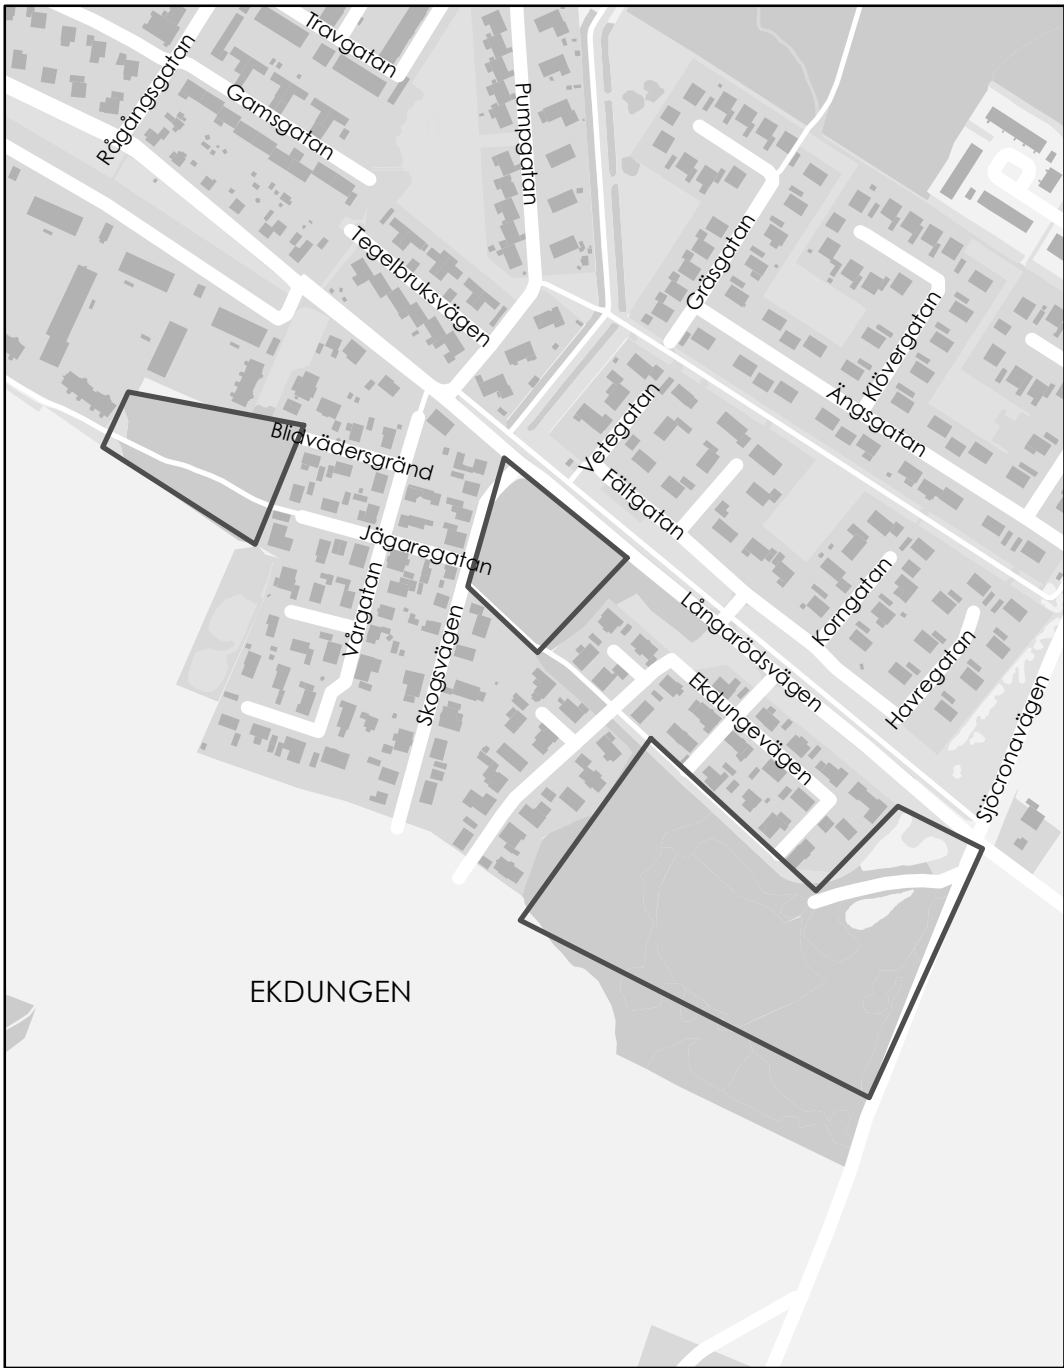 Travgatan
Rågångsgatan
Gamsgatan
Pumpgatan
Tegelbruksvägen
Gräsgatan
Klövergatan
Ängsgatan
Vetegatan
Blidvädersgränd
Fältgatan
Jägaregatan
Vårgatan
Korngatan
Långarödsvägen
Skogsvägen
Havregatan
Ekdungevägen
Sjöcronavägen
EKDUNGEN